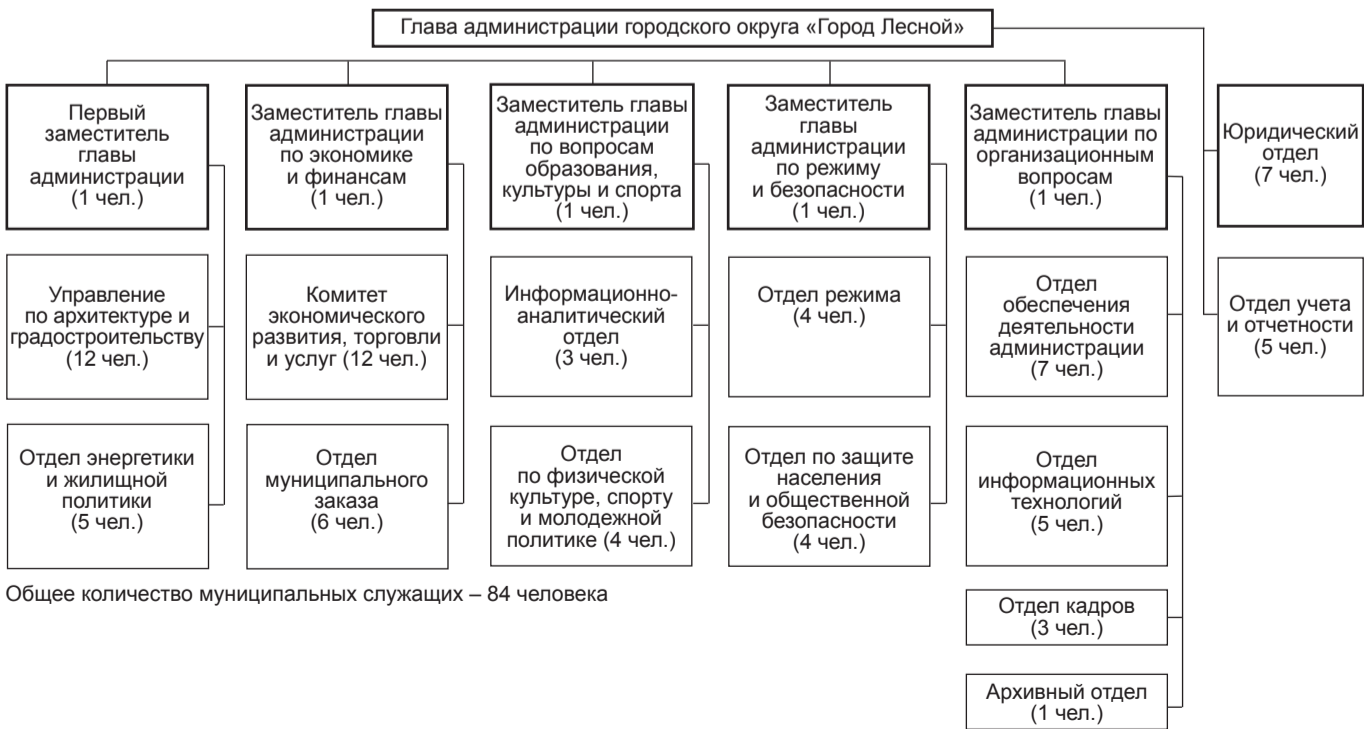 Глава администрации городского округа «Город Лесной»
Первый
заместитель
главы
администрации
(1 чел.)
Заместитель главы
администрации
по экономике
и финансам
(1 чел.)
Заместитель главы
администрации
по вопросам
образования,
культуры и спорта
(1 чел.)
Заместитель
главы
администрации
по режиму
и безопасности
(1 чел.)
Заместитель главы
администрации по
организационным
вопросам
(1 чел.)
Юридический
отдел
(7 чел.)
Управление
по архитектуре и
градостроительству
(12 чел.)
Комитет
экономического
развития, торговли
и услуг (12 чел.)
Информационно-
аналитический
отдел
(3 чел.)
Отдел режима
(4 чел.)
Отдел
обеспечения
деятельности
администрации
(7 чел.)
Отдел учета
и отчетности
(5 чел.)
Отдел энергетики
и жилищной
политики
(5 чел.)
Отдел
муниципального
заказа
(6 чел.)
Отдел
по физической
культуре, спорту
и молодежной
политике (4 чел.)
Отдел по защите
населения
и общественной
безопасности
(4 чел.)
Отдел
информационных
технологий
(5 чел.)
Отдел кадров
(3 чел.)
Архивный отдел
(1 чел.)
Общее количество муниципальных служащих – 84 человека